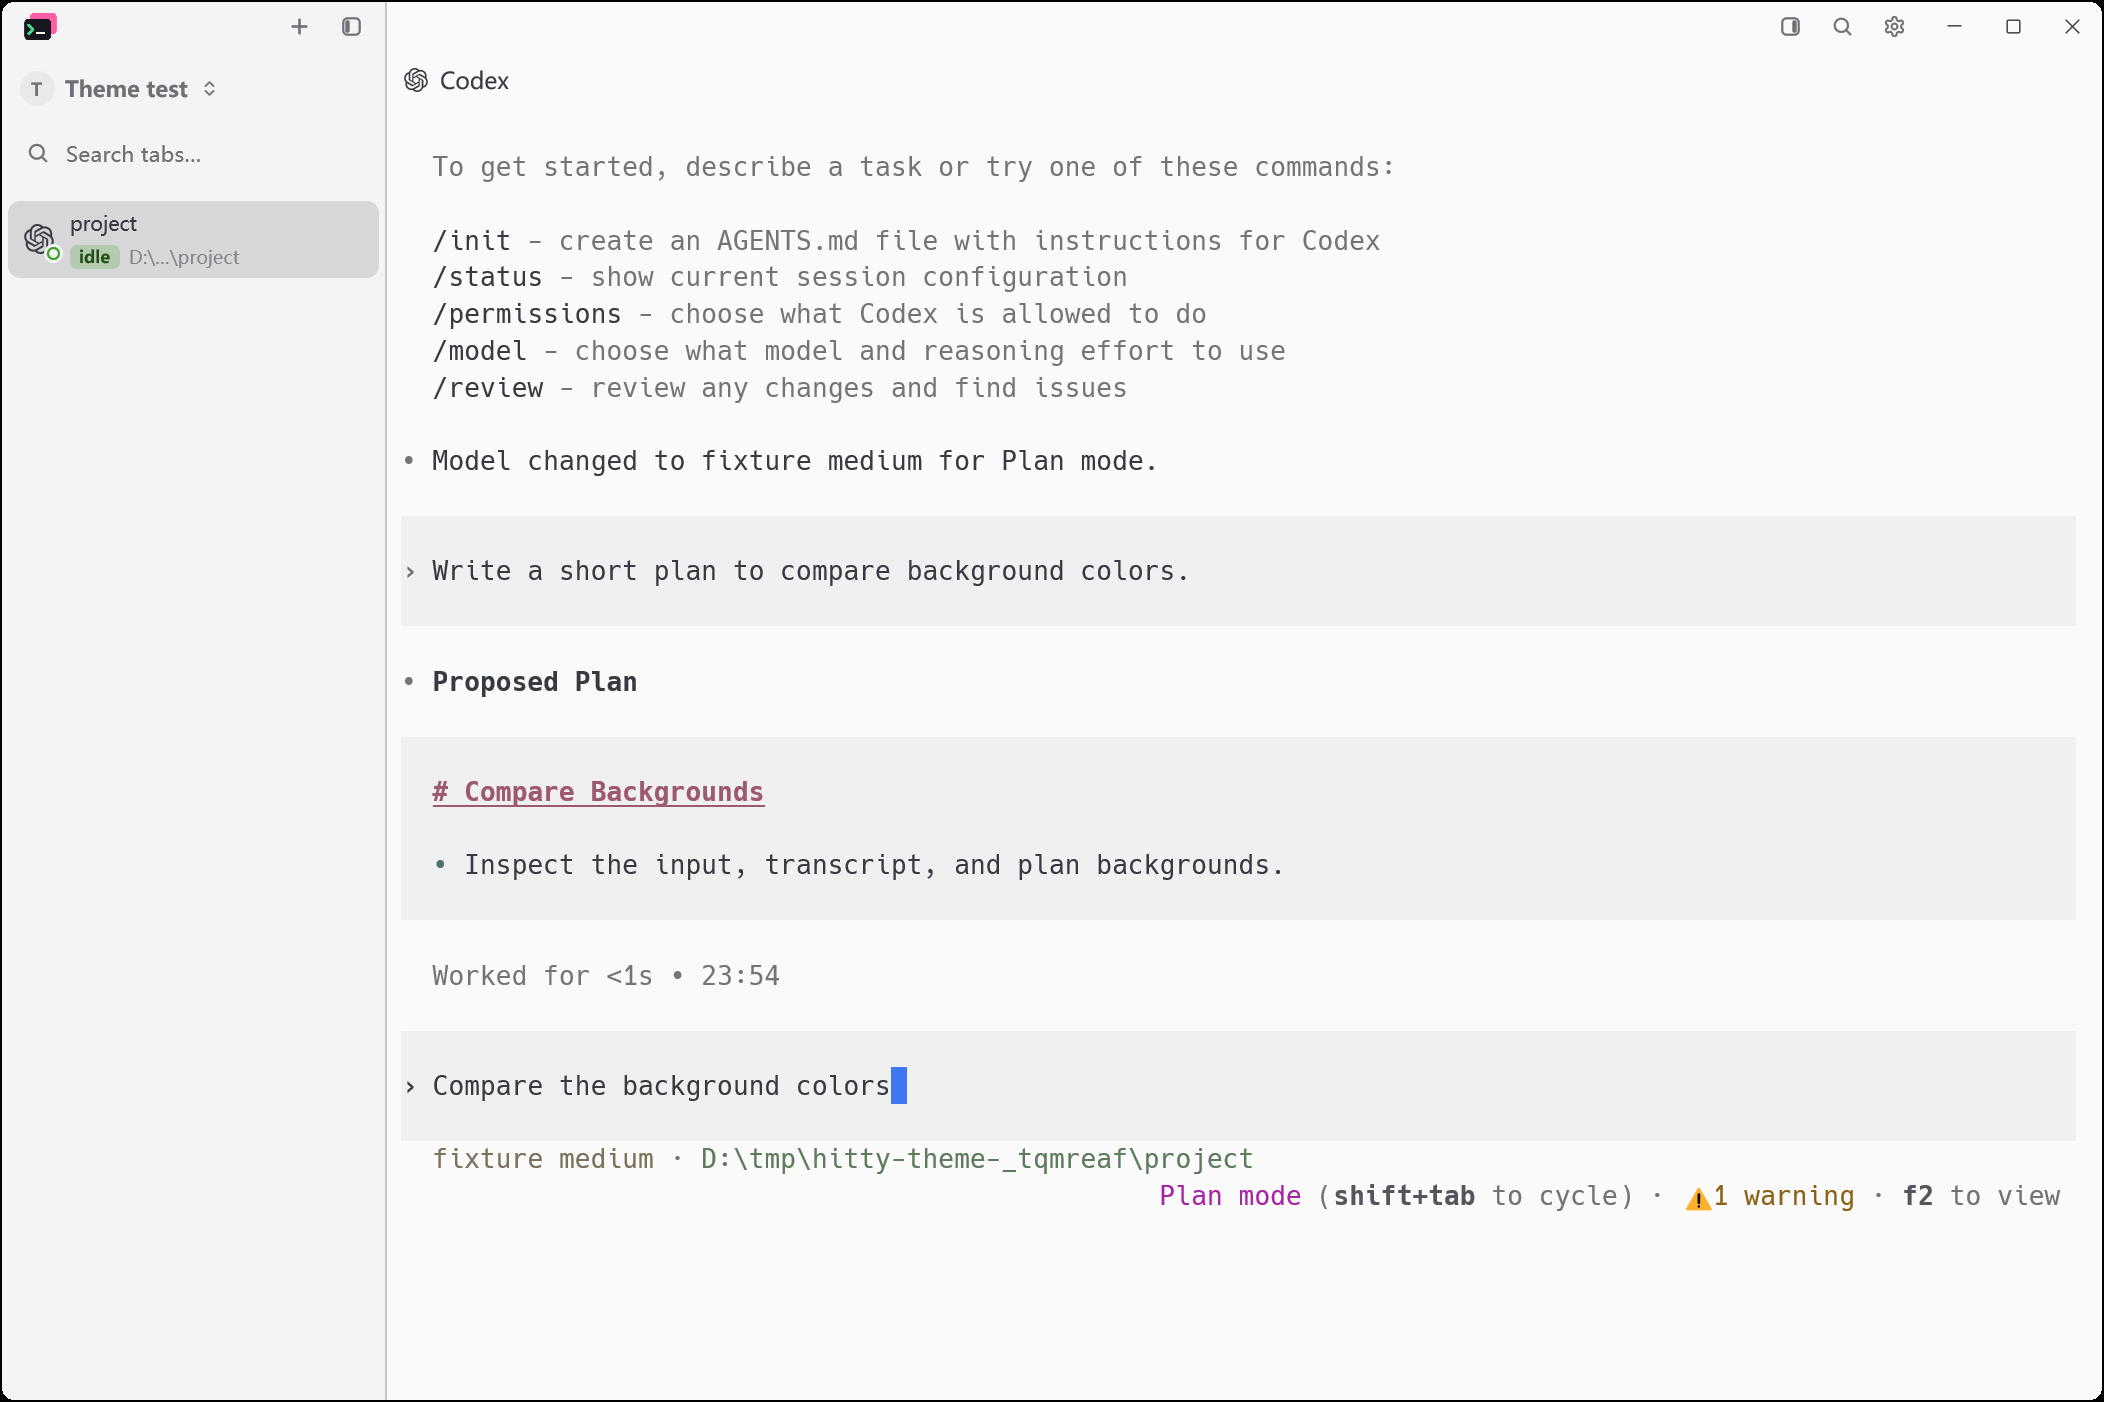 T Theme test
Search tabs...
project
idle D:\...\project
Codex
To get started, describe a task or try one of these commands:
/init - create an AGENTS.md file with instructions for Codex
/status - show current session configuration
/permissions - choose what Codex is allowed to do
/model - choose what model and reasoning effort to use
/review - review any changes and find issues
• Model changed to fixture medium for Plan mode.
› Write a short plan to compare background colors.
• Proposed Plan
# Compare Backgrounds
• Inspect the input, transcript, and plan backgrounds.
Worked for <1s • 23:54
› Compare the background colors
fixture medium · D:\tmp\hitty-theme-_tqmreaf\project
Plan mode (shift+tab to cycle) · ⚠1 warning · f2 to view